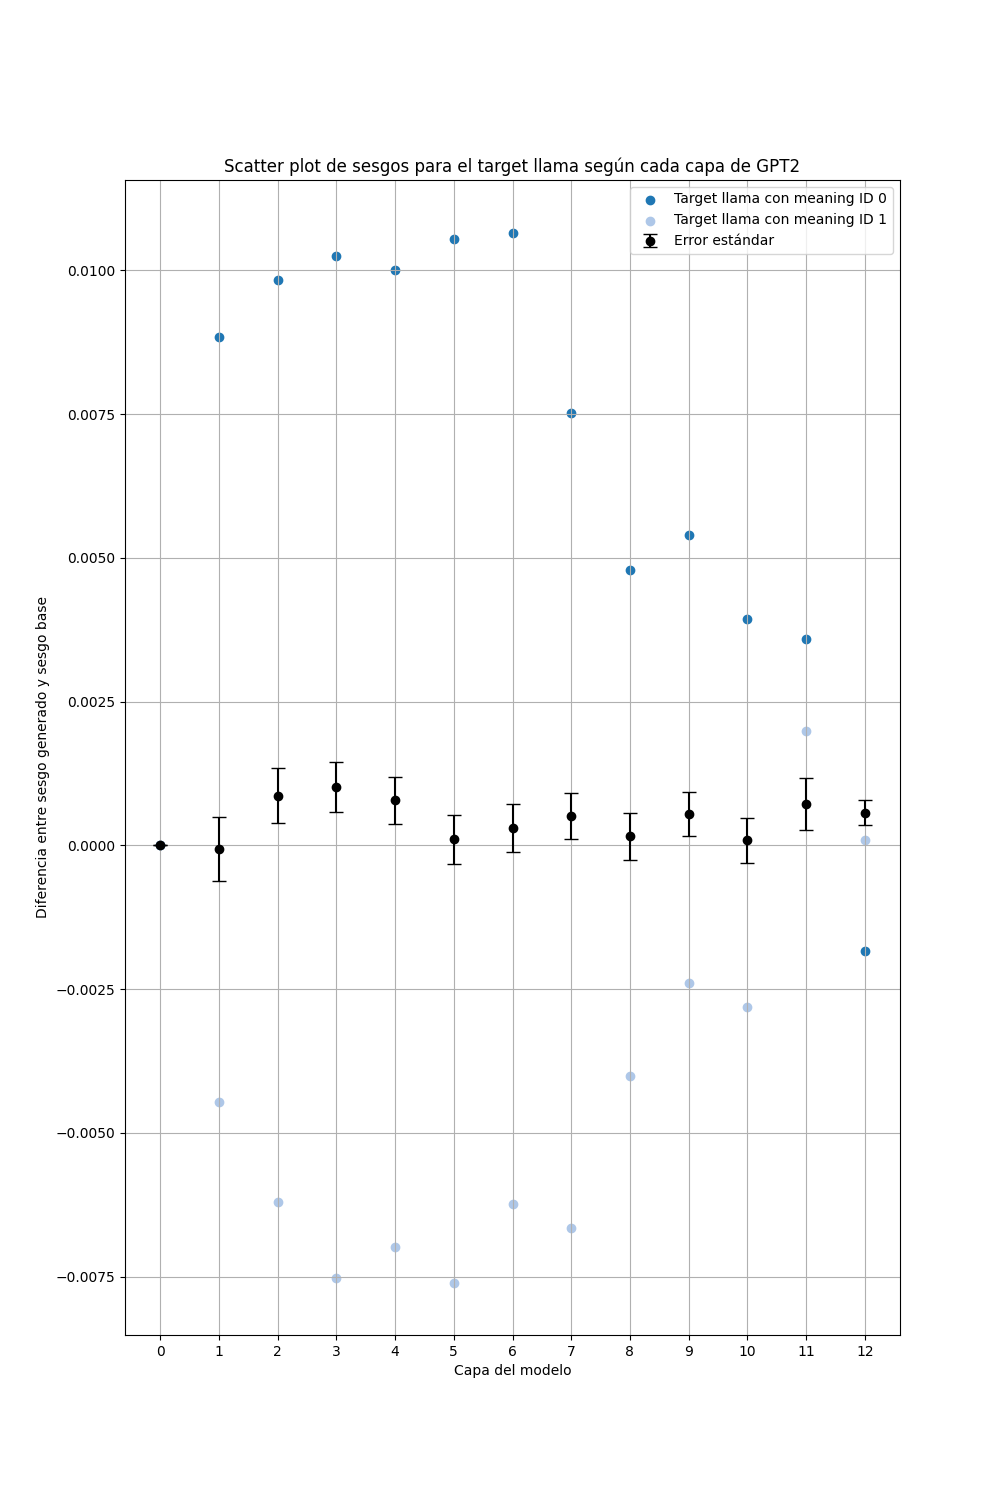 Scatter plot de sesgos para el target llama según cada capa de GPT2
Target llama con meaning ID 0
Target llama con meaning ID 1
Error estándar
0.0100
0.0075
0.0050
0.0025
0.0000
−0.0025
−0.0050
−0.0075
Diferencia entre sesgo generado y sesgo base
0 1 2 3 4 5 6 7 8 9 10 11 12
Capa del modelo